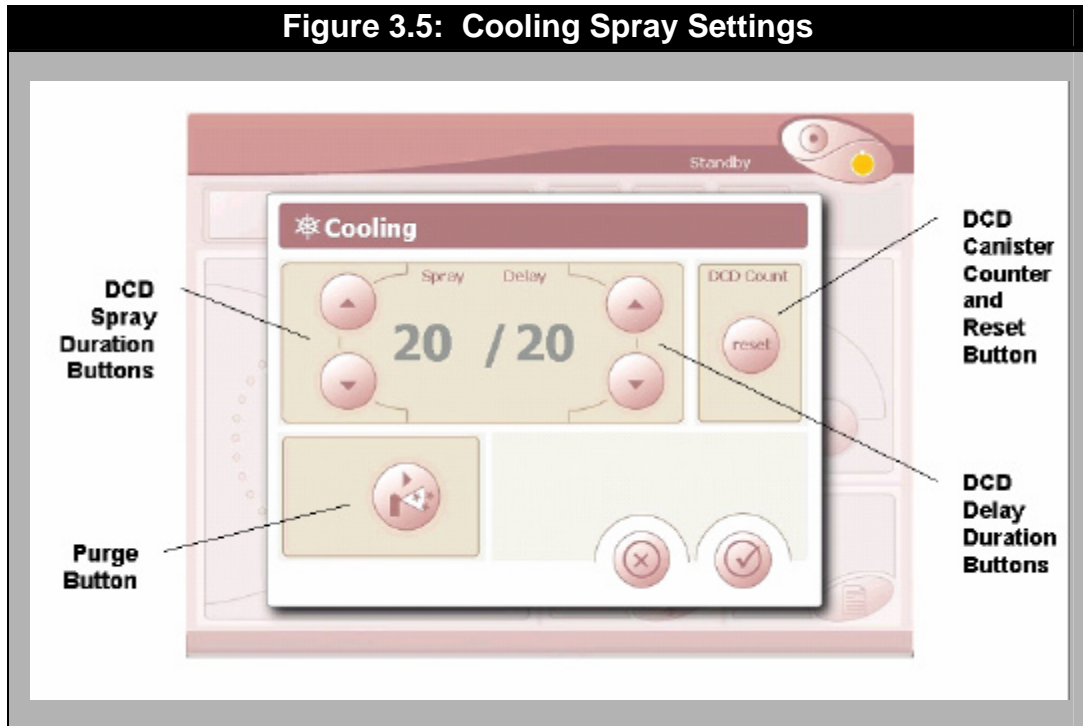 Figure 3.5: Cooling Spray Settings
Standby
Cooling
Spray Delay
20 / 20
DCD Count
reset
DCD
Spray
Duration
Buttons
DCD
Canister
Counter
and
Reset
Button
Purge
Button
DCD
Delay
Duration
Buttons